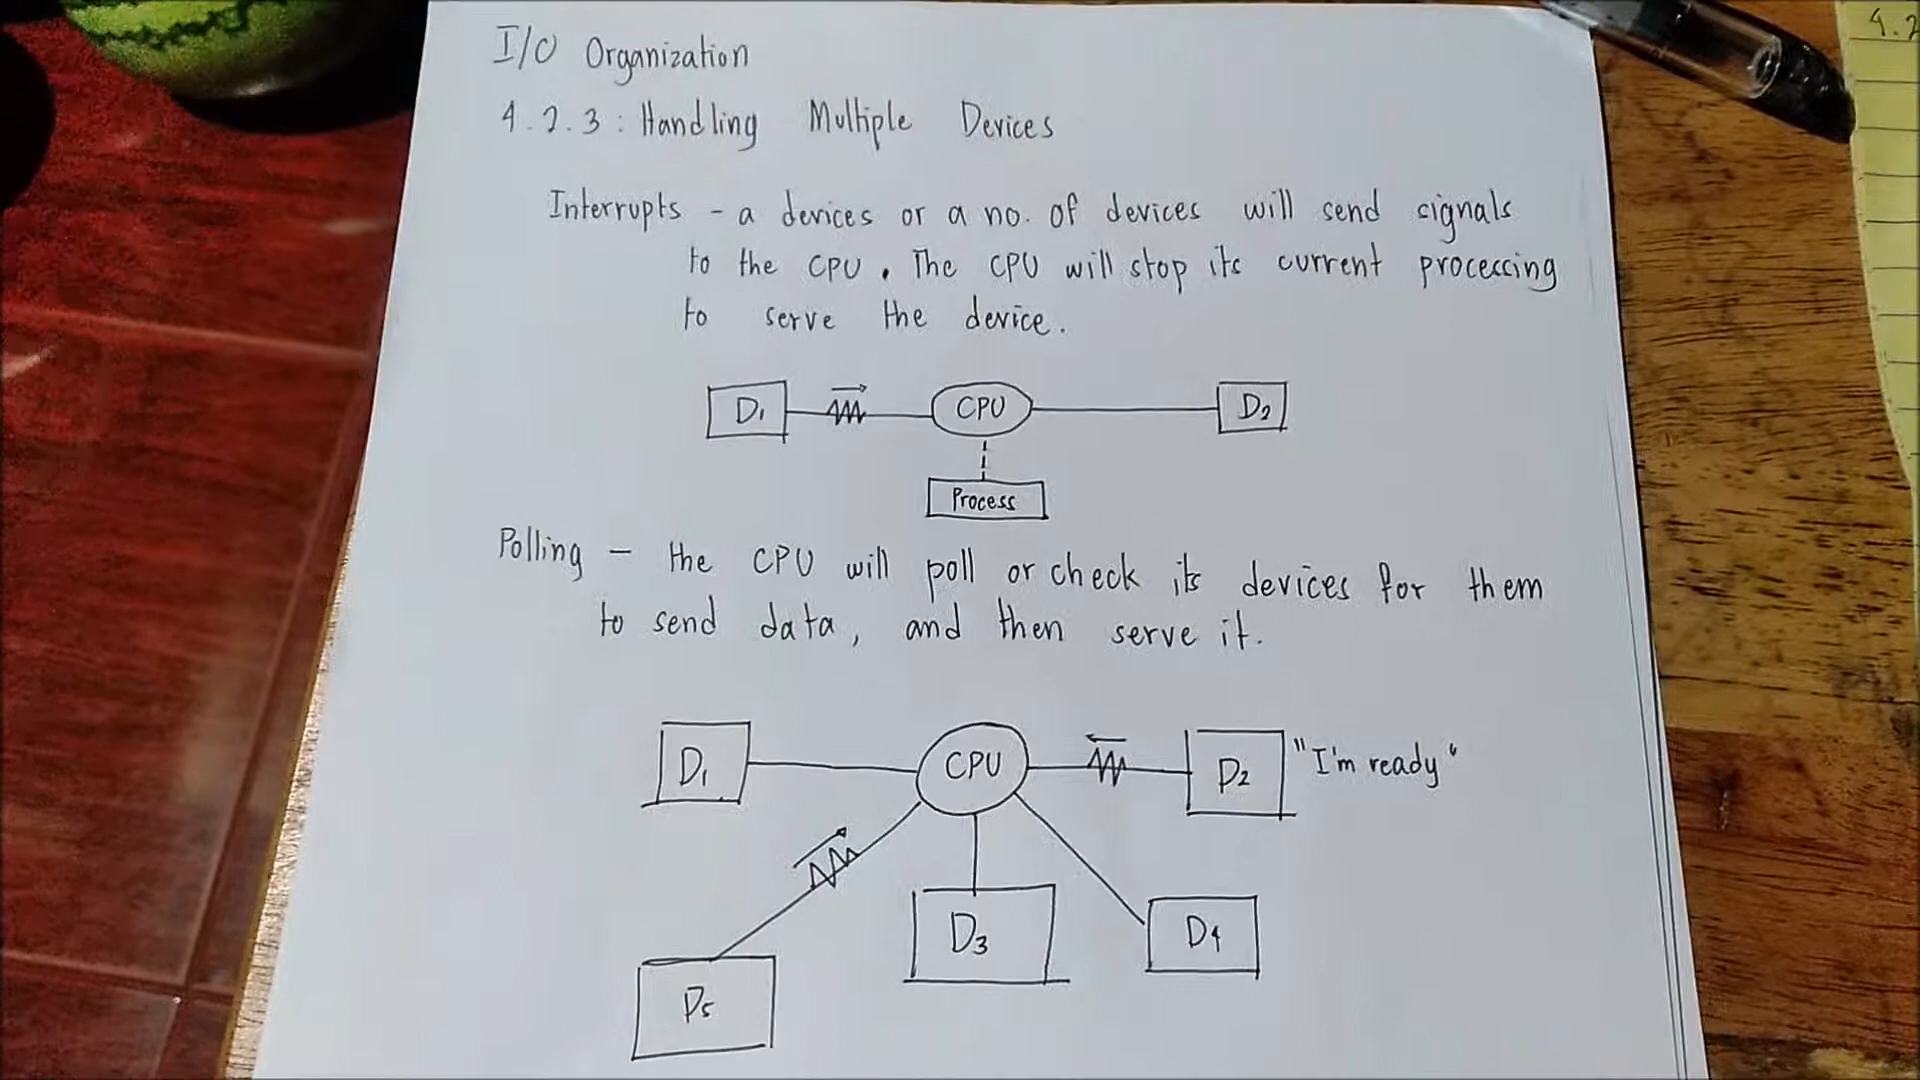 I/O Organization
4.2.3: Handling Multiple Devices
Interrupts - a devices or a no. of devices will send signals
to the CPU. The CPU will stop its current processing
to serve the device.
D1 CPU D2
Process
Polling - the CPU will poll or check its devices for them
to send data, and then serve it.
D1 CPU D2 "I'm ready"
D3 D4
D5
4.2